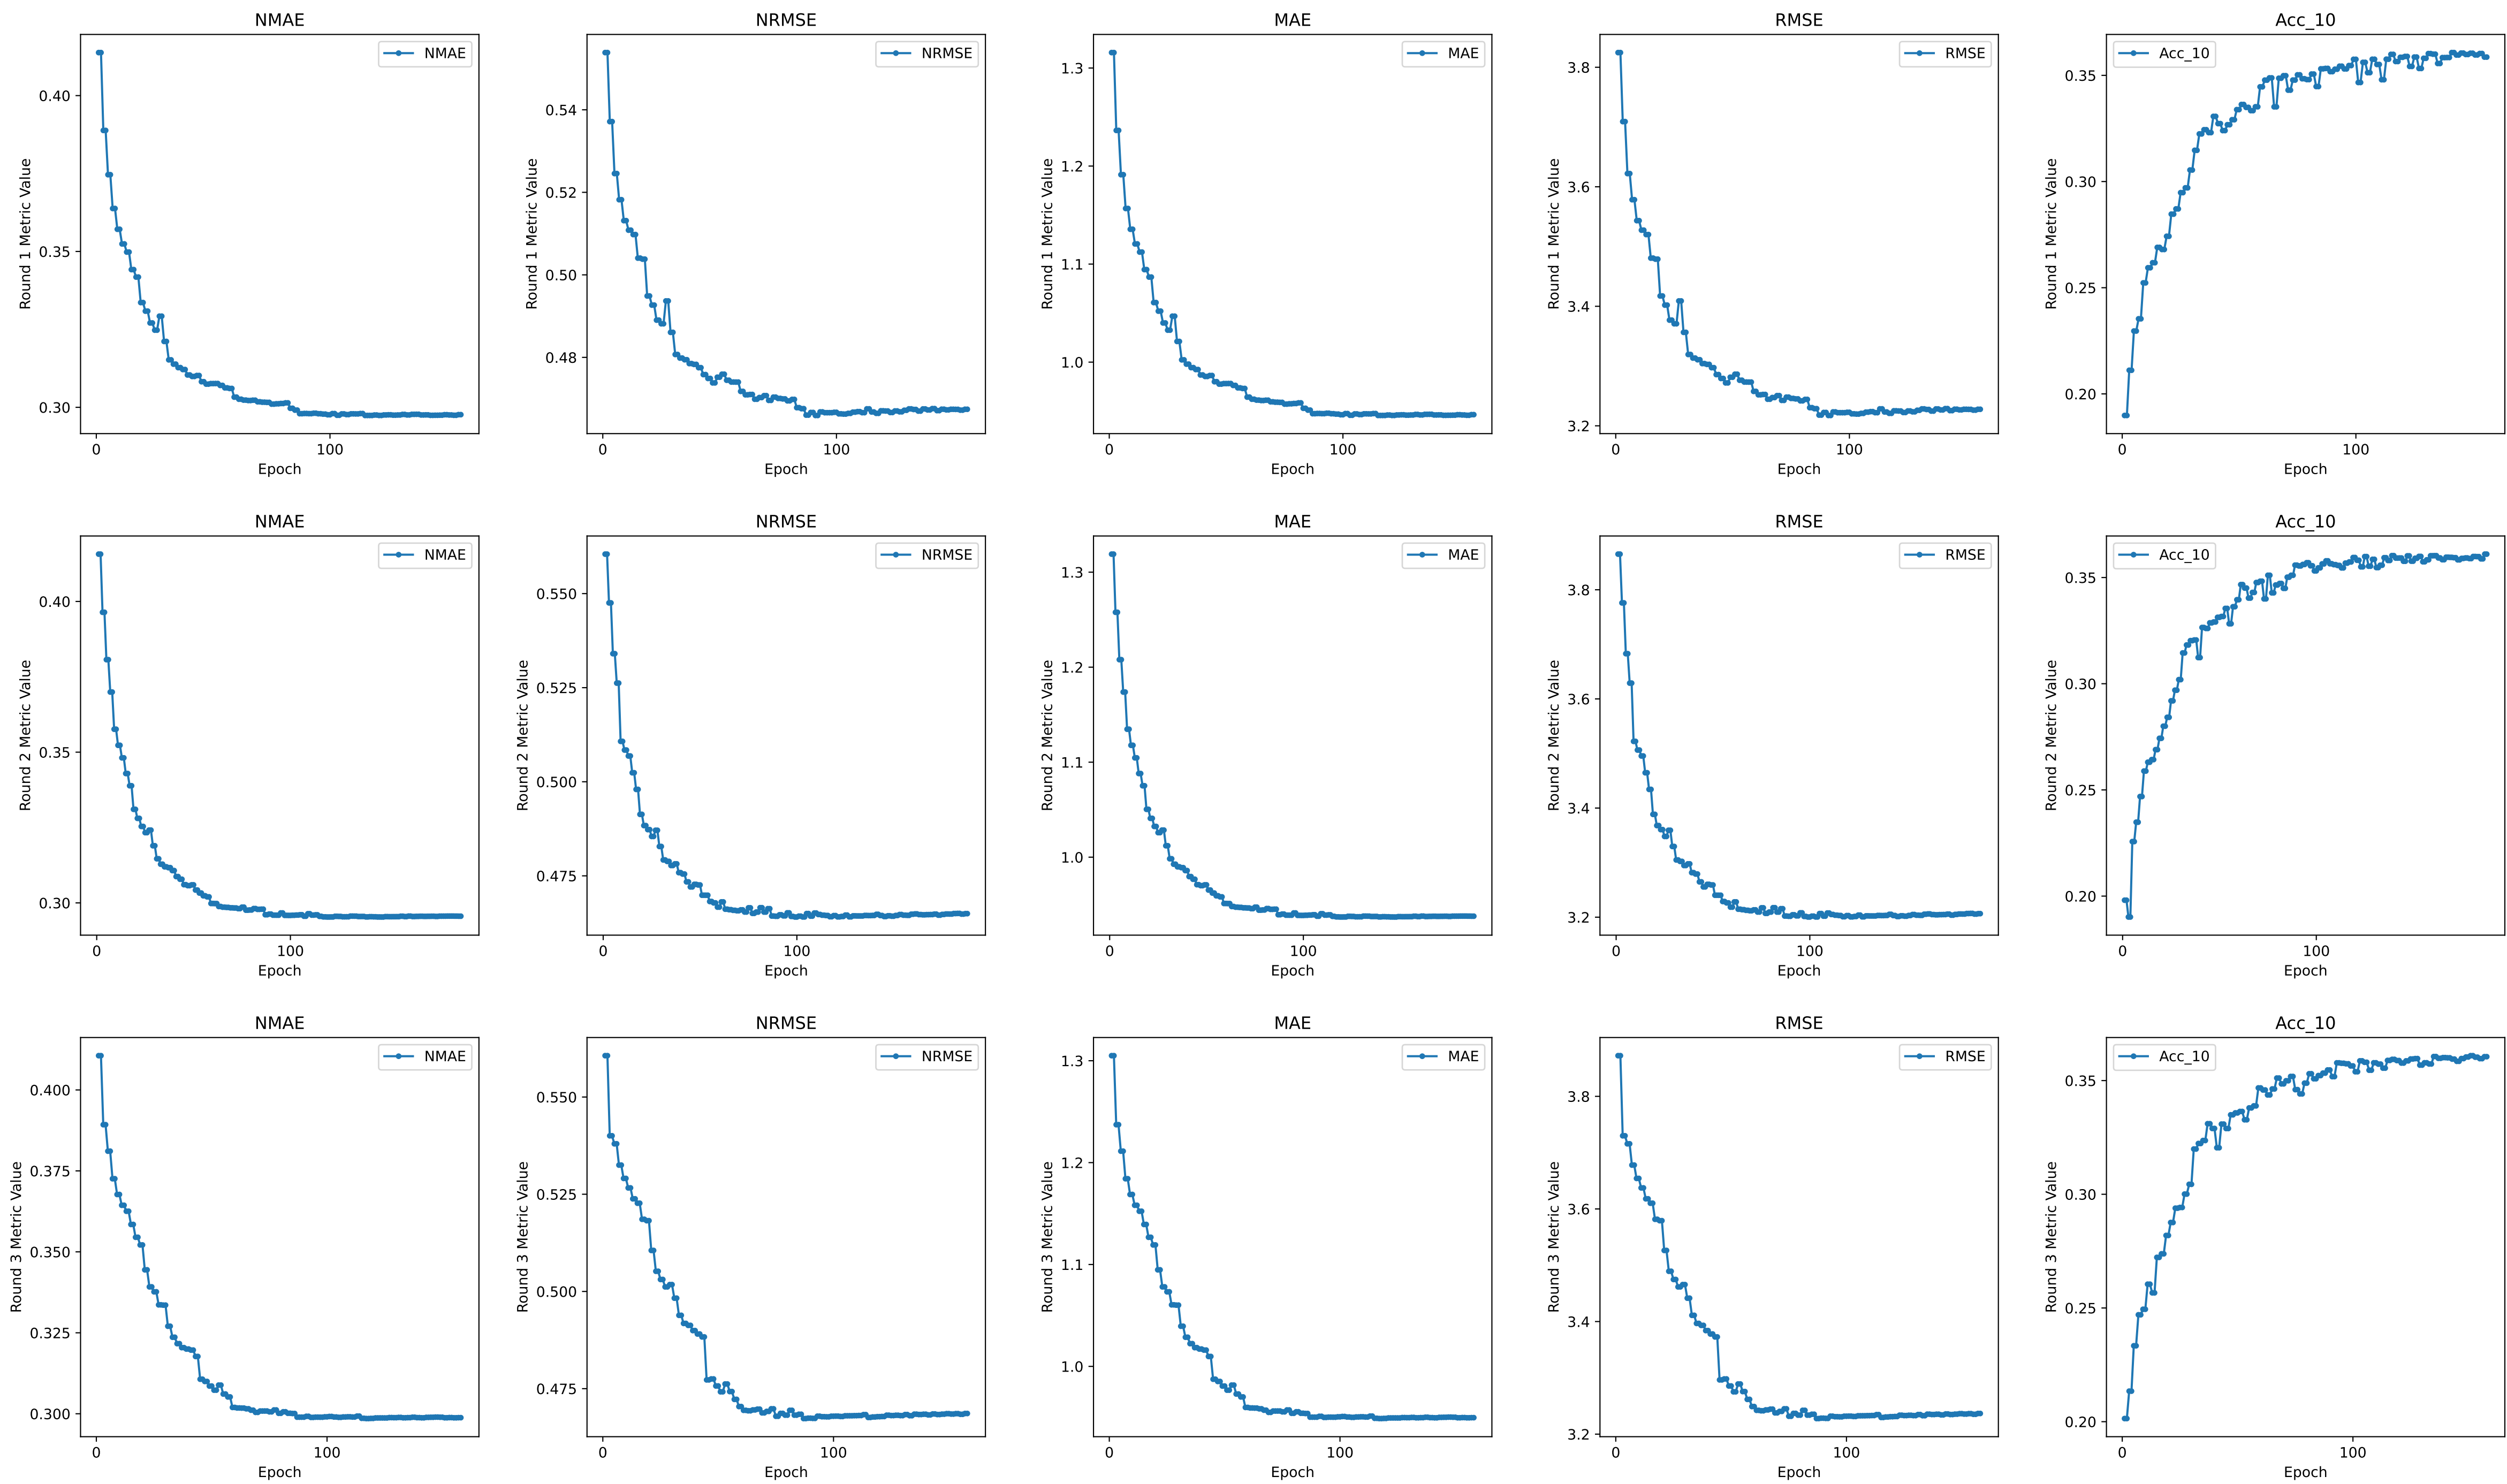 NMAE
NRMSE
MAE
RMSE
Acc_10
Round 1 Metric Value
0.40
0.35
0.30
NMAE
0
100
Epoch
Round 1 Metric Value
0.54
0.52
0.50
0.48
NRMSE
0
100
Epoch
Round 1 Metric Value
1.3
1.2
1.1
1.0
MAE
0
100
Epoch
Round 1 Metric Value
3.8
3.6
3.4
3.2
RMSE
0
100
Epoch
Round 1 Metric Value
0.35
0.30
0.25
0.20
Acc_10
0
100
Epoch
NMAE
NRMSE
MAE
RMSE
Acc_10
Round 2 Metric Value
0.40
0.35
0.30
NMAE
0
100
Epoch
Round 2 Metric Value
0.550
0.525
0.500
0.475
NRMSE
0
100
Epoch
Round 2 Metric Value
1.3
1.2
1.1
1.0
MAE
0
100
Epoch
Round 2 Metric Value
3.8
3.6
3.4
3.2
RMSE
0
100
Epoch
Round 2 Metric Value
0.35
0.30
0.25
0.20
Acc_10
0
100
Epoch
NMAE
NRMSE
MAE
RMSE
Acc_10
Round 3 Metric Value
0.400
0.375
0.350
0.325
0.300
NMAE
0
100
Epoch
Round 3 Metric Value
0.550
0.525
0.500
0.475
NRMSE
0
100
Epoch
Round 3 Metric Value
1.3
1.2
1.1
1.0
MAE
0
100
Epoch
Round 3 Metric Value
3.8
3.6
3.4
3.2
RMSE
0
100
Epoch
Round 3 Metric Value
0.35
0.30
0.25
0.20
Acc_10
0
100
Epoch